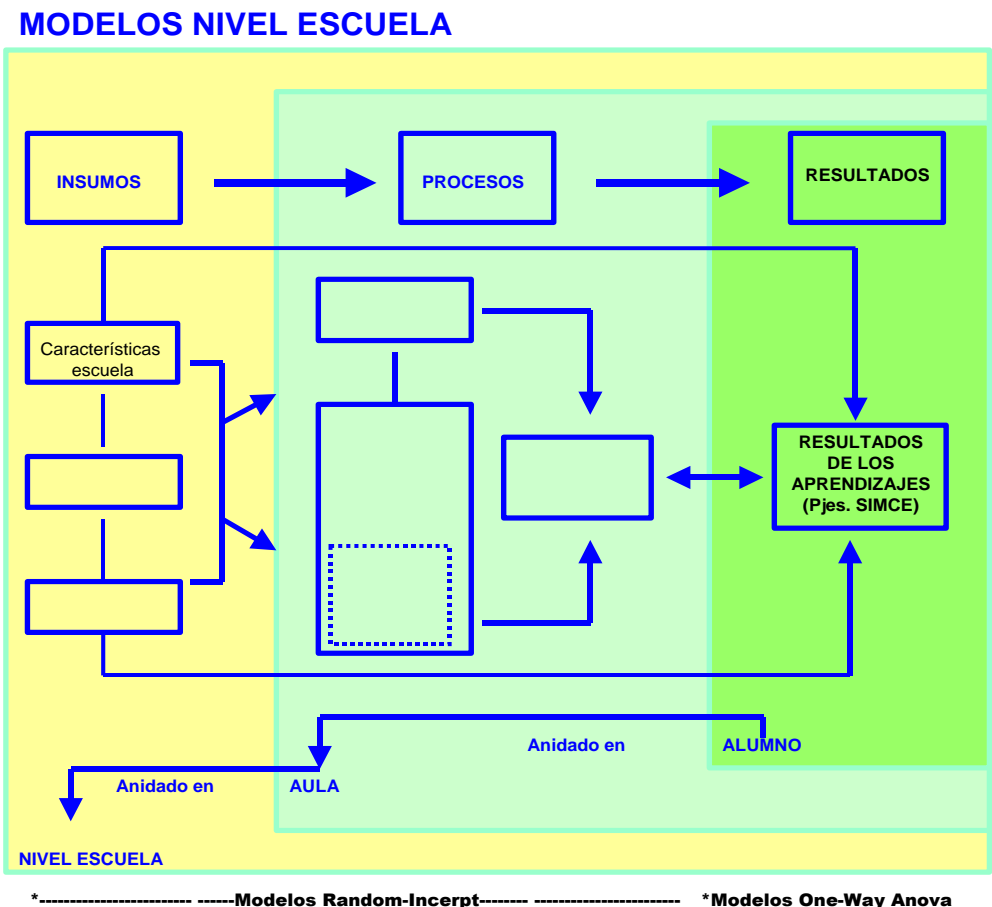 MODELOS NIVEL ESCUELA
INSUMOS
PROCESOS
RESULTADOS
Característícas
escuela
RESULTADOS
DE LOS
APRENDIZAJES
(Pjes. SIMCE)
Anidado en
ALUMNO
Anidado en
AULA
NIVEL ESCUELA
*------------------------- ------Modelos Random-Incerpt-------- ------------------------ *Modelos One-Way Anova